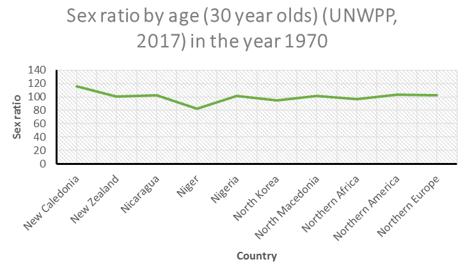 Sex ratio by age (30 year olds) (UNWPP,
2017) in the year 1970
140
120
100
80
60
40
20
0
Sex ratio
New Caledonia
New Zealand
Nicaragua
Niger
Nigeria
North Korea
North Macedonia
Northern Africa
Northern America
Northern Europe
Country